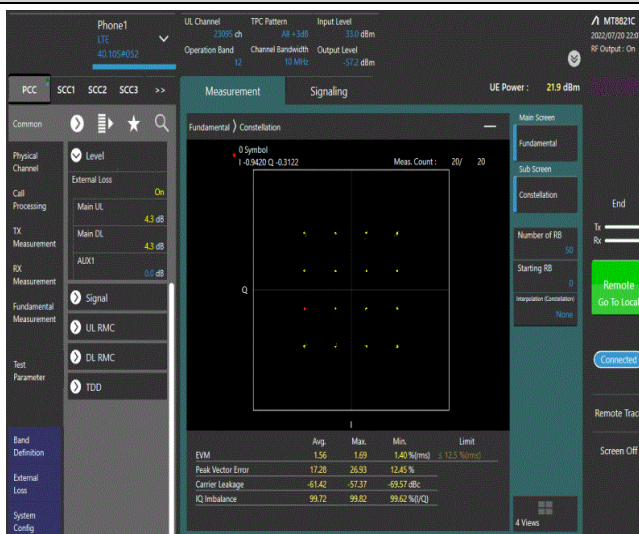 Phone1
LTE
40.105#052
UL Channel
23095 ch
TPC Pattern
All +3dB
Input Level
33.0 dBm
Operation Band
12
Channel Bandwidth
10 MHz
Output Level
-57.2 dBm
MT8821C
2022/07/20 22:0
RF Output : On
PCC SCC1 SCC2 SCC3 >>
Measurement Signaling
UE Power : 21.9 dBm
Common
Physical
Channel
Call
Processing
TX
Measurement
RX
Measurement
Fundamental
Measurement
Test
Parameter
Band
Definition
External
Loss
System
Config
Level
External Loss
On
Main UL
4.3 dB
Main DL
4.3 dB
AUX1
0.0 dB
Signal
UL RMC
DL RMC
TDD
Fundamental 〉 Constellation
0 Symbol
I -0.9420 Q -0.3122
Meas. Count : 20/ 20
Q
I
Avg. Max. Min. Limit
EVM 1.56 1.69 1.40 %(rms) ≤ 12.5 %(rms)
Peak Vector Error 17.28 26.93 12.45 %
Carrier Leakage -61.42 -57.37 -69.57 dBc
IQ Imbalance 99.72 99.82 99.62 %(I/Q)
Main Screen
Fundamental
Sub Screen
Constellation
Number of RB
50
Starting RB
0
Interpolation (Constellation)
None
4 Views
End
Tx
Rx
Remote
Go To Local
Connected
Remote Trac
Screen Off